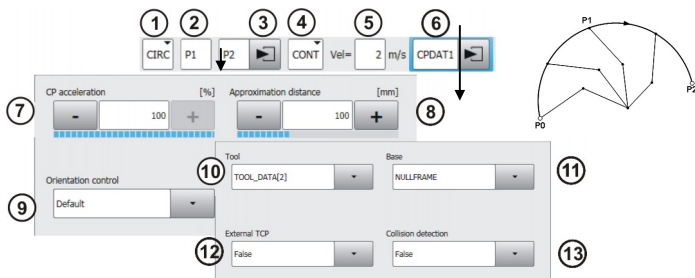 1 2 3 4 5 6
CIRC P1 P2 CONT Vel= 2 m/s CPDAT1
P1
P2
P0
7
CP acceleration [%]
- 100 +
Approximation distance [mm]
- 100 +
8
9
Orientation control
Default
10
Tool
TOOL_DATA[2]
Base
NULLFRAME
11
12
External TCP
False
Collision detection
False
13